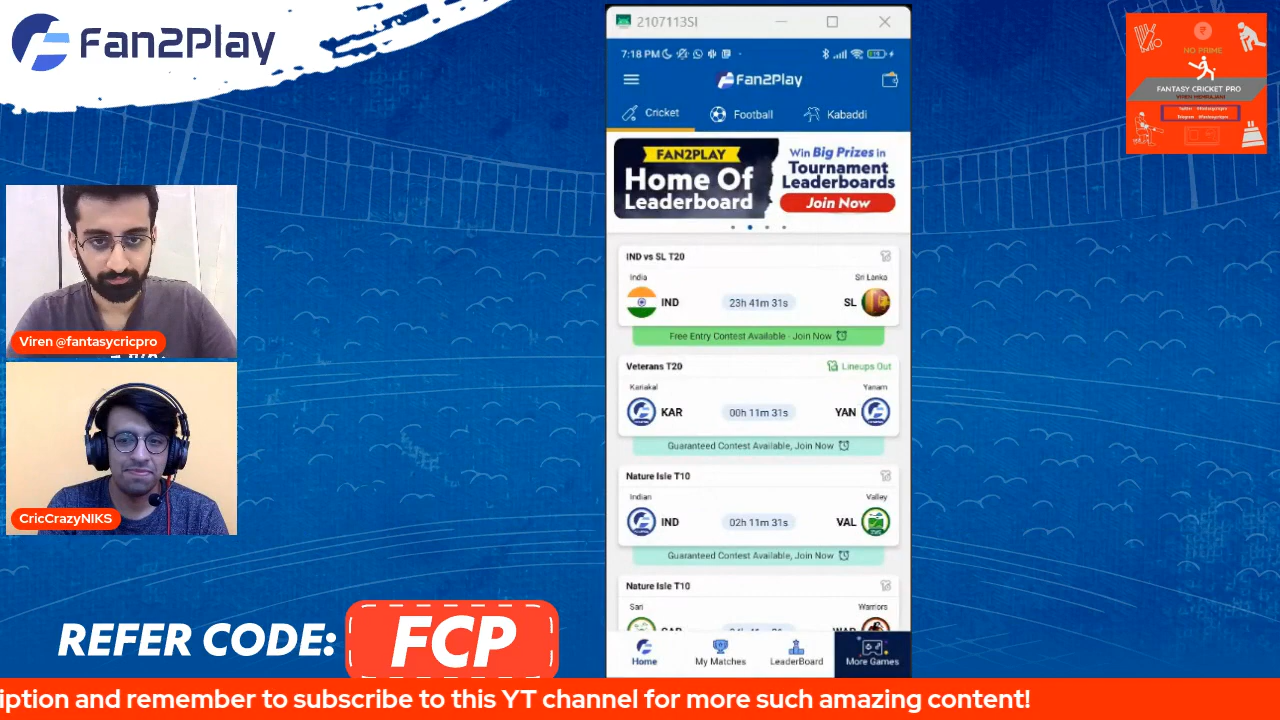 Fan2Play
2107113SI
7:18 PM
Fan2Play
Cricket
Football
Kabaddi
FAN2PLAY
Home Of
Leaderboard
Win Big Prizes in
Tournament
Leaderboards
Join Now
IND vs SL T20
India
Sri Lanka
IND
23h 41m 31s
SL
Free Entry Contest Available - Join Now
Veterans T20
Lineups Out
Karaikal
Yanam
KAR
00h 11m 31s
YAN
Guaranteed Contest Available, Join Now
Nature Isle T10
Indian
Valley
IND
02h 11m 31s
VAL
Guaranteed Contest Available, Join Now
Nature Isle T10
Sari
Warriors
Home
My Matches
LeaderBoard
More Games
NO PRIME
FANTASY CRICKET PRO
VIREN HEMRAJANI
Viren @fantasycricpro
CricCrazyNIKS
REFER CODE:
FCP
iption and remember to subscribe to this YT channel for more such amazing content!